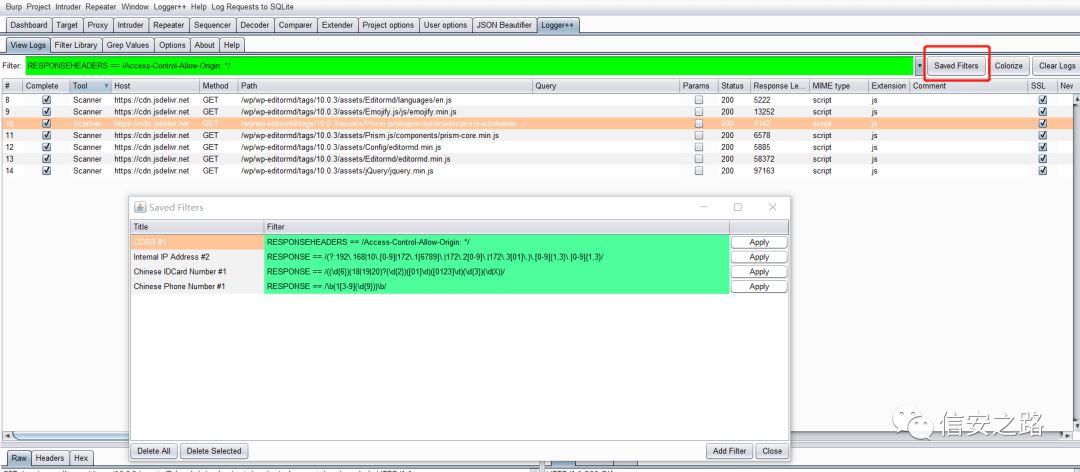 Burp Project Intruder Repeater Window Logger++ Help Log Requests to SQLite
Dashboard Target Proxy Intruder Repeater Sequencer Decoder Comparer Extender Project options User options JSON Beautifier Logger++
View Logs Filter Library Grep Values Options About Help
Filter: RESPONSEHEADERS == /Access-Control-Allow-Origin: */ Saved Filters Colorize Clear Logs
# Complete Tool Host Method Path Query Params Status Response Le... MIME type Extension Comment SSL New
8 Scanner https://cdn.jsdelivr.net GET /wp/wp-editormd/tags/10.0.3/assets/Editormd/languages/en.js 200 5222 script js
9 Scanner https://cdn.jsdelivr.net GET /wp/wp-editormd/tags/10.0.3/assets/Emojify.js/js/emojify.min.js 200 13252 script js
10 Scanner https://cdn.jsdelivr.net GET /wp/wp-editormd/tags/10.0.3/assets/Prism.js/plugins/autoloader/prism-autoloader... 200 3142 script js
11 Scanner https://cdn.jsdelivr.net GET /wp/wp-editormd/tags/10.0.3/assets/Prism.js/components/prism-core.min.js 200 6578 script js
12 Scanner https://cdn.jsdelivr.net GET /wp/wp-editormd/tags/10.0.3/assets/Config/editormd.min.js 200 5885 script js
13 Scanner https://cdn.jsdelivr.net GET /wp/wp-editormd/tags/10.0.3/assets/Editormd/editormd.min.js 200 58372 script js
14 Scanner https://cdn.jsdelivr.net GET /wp/wp-editormd/tags/10.0.3/assets/jQuery/jquery.min.js 200 97163 script js
Saved Filters
Title Filter
CORS #1 RESPONSEHEADERS == /Access-Control-Allow-Origin: */ Apply
Internal IP Address #2 RESPONSE == /(?:192\.168|10\.[0-9]|172\.1[6789]\.|172\.2[0-9]\.|172\.3[01]\.)\.[0-9]{1,3}\.[0-9]{1,3}/ Apply
Chinese IDCard Number #1 RESPONSE == /((\d{6})(18|19|20)?(\d{2})([01]\d)([0123]\d)(\d{3})(\d|X))/ Apply
Chinese Phone Number #1 RESPONSE == /\b(1[3-9](\d{9}))\b/ Apply
Delete All Delete Selected Add Filter Close
信安之路
Raw Headers Hex